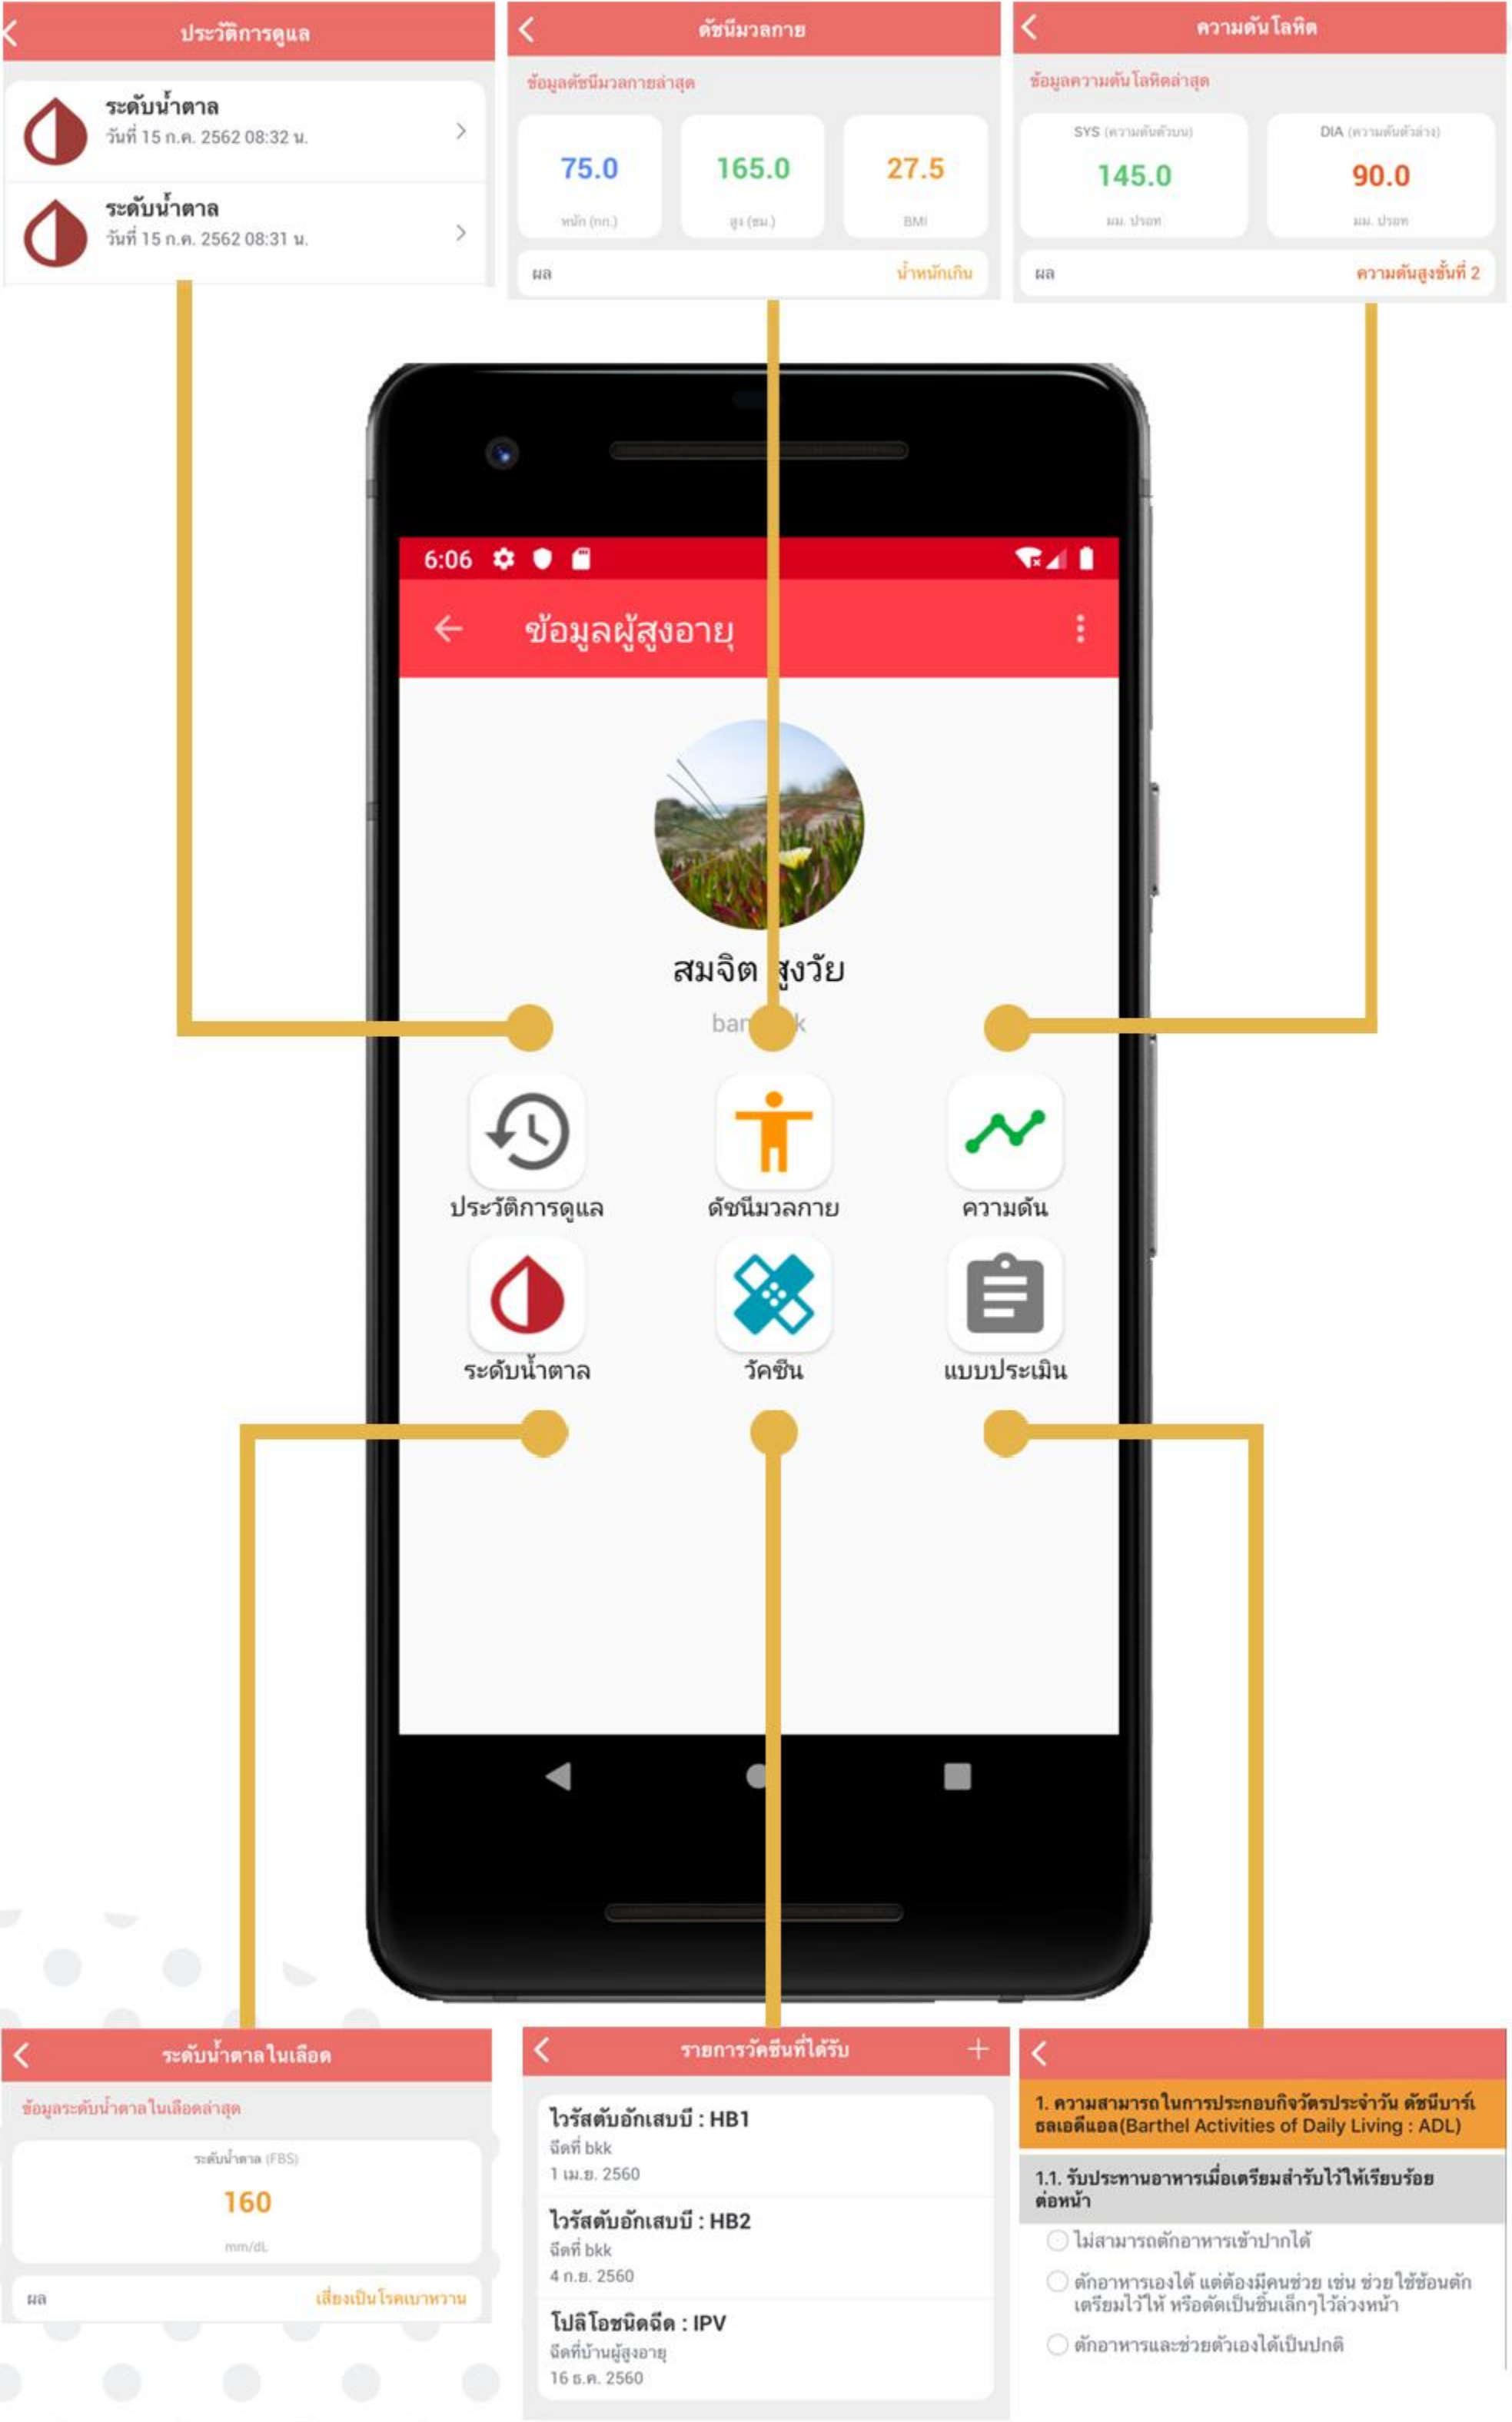 ประวัติการดูแล
ระดับน้ำตาล
วันที่ 15 ก.ค. 2562 08:32 น.
ระดับน้ำตาล
วันที่ 15 ก.ค. 2562 08:31 น.
ดัชนีมวลกาย
ข้อมูลดัชนีมวลกายล่าสุด
75.0 165.0 27.5
หนัก (กก.) สูง (ซม.) BMI
ผล น้ำหนักเกิน
ความดันโลหิต
ข้อมูลความดันโลหิตล่าสุด
SYS (ความดันตัวบน) DIA (ความดันตัวล่าง)
145.0 90.0
มม. ปรอท มม. ปรอท
ผล ความดันสูงขั้นที่ 2
6:06
ข้อมูลผู้สูงอายุ
สมจิต สูงวัย
ประวัติการดูแล ดัชนีมวลกาย ความดัน
ระดับน้ำตาล วัคซีน แบบประเมิน
ระดับน้ำตาลในเลือด
ข้อมูลระดับน้ำตาลในเลือดล่าสุด
ระดับน้ำตาล (FBS)
160
mm/dL
ผล เสี่ยงเป็นโรคเบาหวาน
รายการวัคซีนที่ได้รับ
ไวรัสตับอักเสบบี : HB1
ฉีดที่ bkk
1 เม.ย. 2560
ไวรัสตับอักเสบบี : HB2
ฉีดที่ bkk
4 ก.ย. 2560
โปลิโอชนิดฉีด : IPV
ฉีดที่บ้านผู้สูงอายุ
16 ธ.ค. 2560
1. ความสามารถในการประกอบกิจวัตรประจำวัน ดัชนีบาร์เ
ธลเอดีแอล(Barthel Activities of Daily Living : ADL)
1.1. รับประทานอาหารเมื่อเตรียมสำรับไว้ให้เรียบร้อย
ต่อหน้า
ไม่สามารถตักอาหารเข้าปากได้
ตักอาหารเองได้ แต่ต้องมีคนช่วย เช่น ช่วยใช้ช้อนตัก
เตรียมไว้ให้ หรือตัดเป็นชิ้นเล็กๆไว้ล่วงหน้า
ตักอาหารและช่วยตัวเองได้เป็นปกติ